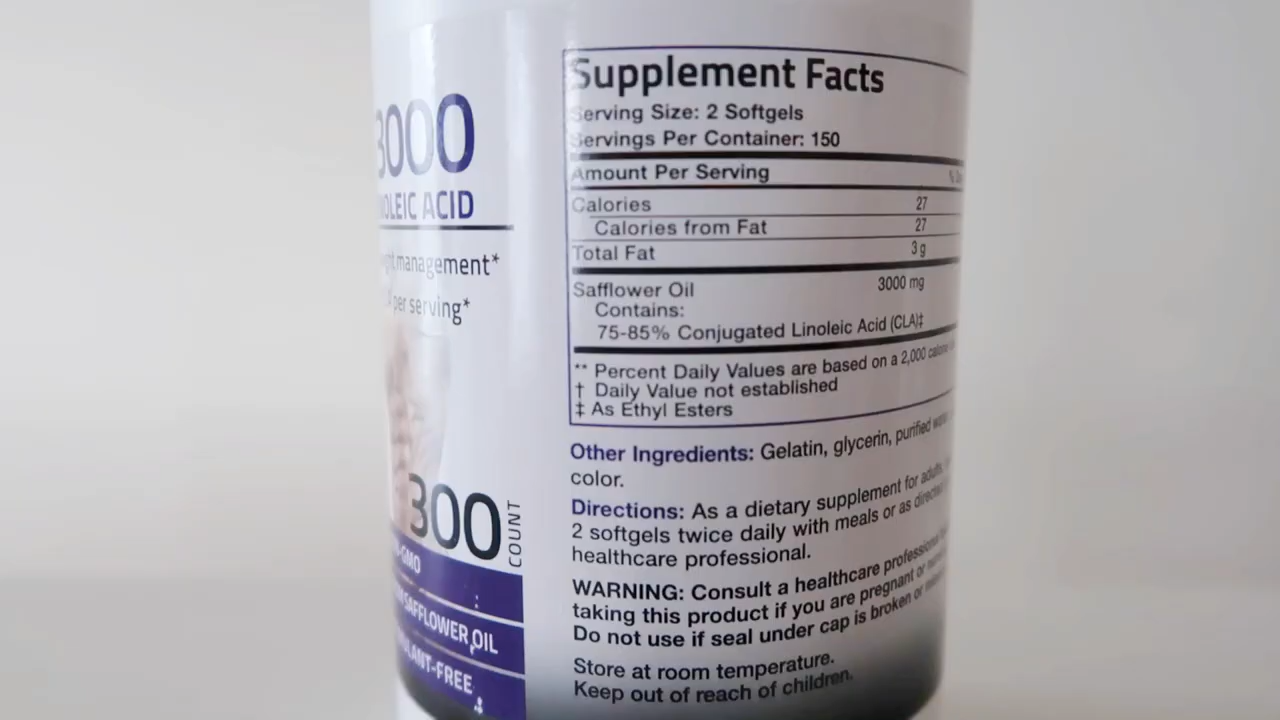 3000
NOLEIC ACID
management*
per serving*
300
COUNT
-GMO
SAFFLOWER OIL
LANT-FREE
Supplement Facts
Serving Size: 2 Softgels
Servings Per Container: 150
Amount Per Serving %
Calories 27
Calories from Fat 27
Total Fat 3 g
Safflower Oil 3000 mg
Contains:
75-85% Conjugated Linoleic Acid (CLA)‡
** Percent Daily Values are based on a 2,000 calorie
† Daily Value not established
‡ As Ethyl Esters
Other Ingredients: Gelatin, glycerin, purified
color.
Directions: As a dietary supplement for adults,
2 softgels twice daily with meals or as directed
healthcare professional.
WARNING: Consult a healthcare professional
taking this product if you are pregnant or
Do not use if seal under cap is broken or
Store at room temperature.
Keep out of reach of children.